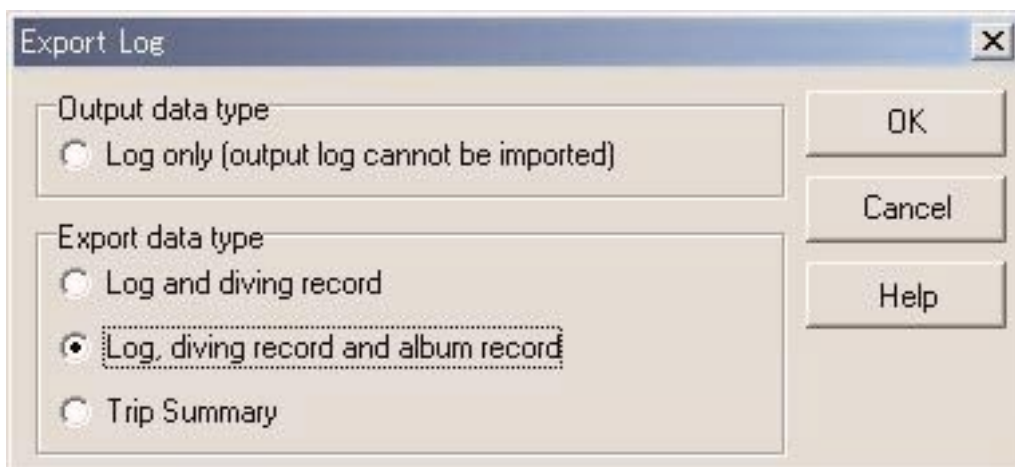 Export Log
Output data type
Log only (output log cannot be imported)
Export data type
Log and diving record
Log, diving record and album record
Trip Summary
OK
Cancel
Help